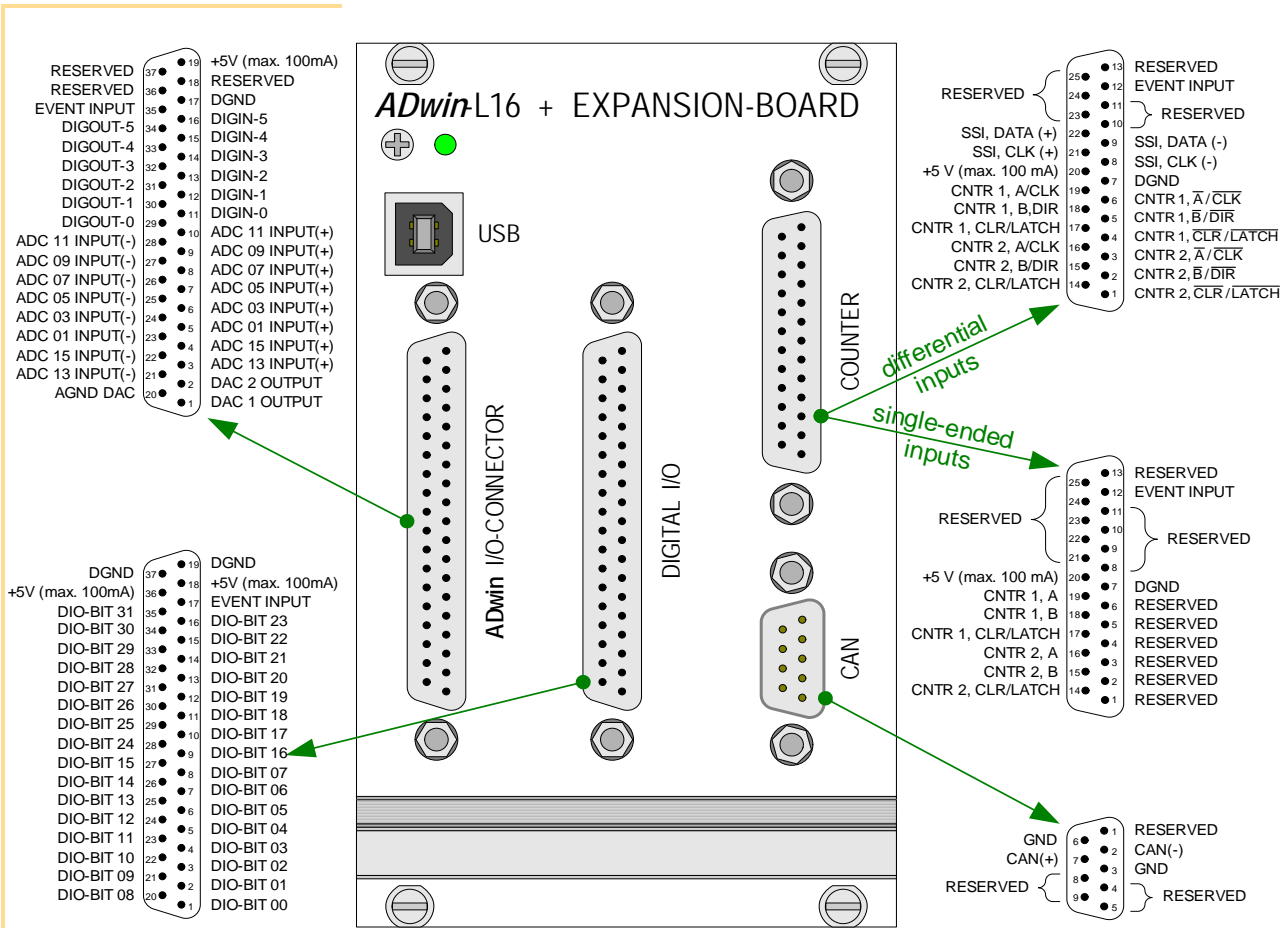 ADwin-L16 + EXPANSION-BOARD
USB
ADwin I/O-CONNECTOR
DIGITAL I/O
COUNTER
CAN
differential
inputs
single-ended
inputs
19 +5V (max. 100mA)
RESERVED 37
18 RESERVED
RESERVED 36
17 DGND
EVENT INPUT 35
16 DIGIN-5
DIGOUT-5 34
15 DIGIN-4
DIGOUT-4 33
14 DIGIN-3
DIGOUT-3 32
13 DIGIN-2
DIGOUT-2 31
12 DIGIN-1
DIGOUT-1 30
11 DIGIN-0
DIGOUT-0 29
10 ADC 11 INPUT(+)
ADC 11 INPUT(-) 28
9 ADC 09 INPUT(+)
ADC 09 INPUT(-) 27
8 ADC 07 INPUT(+)
ADC 07 INPUT(-) 26
7 ADC 05 INPUT(+)
ADC 05 INPUT(-) 25
6 ADC 03 INPUT(+)
ADC 03 INPUT(-) 24
5 ADC 01 INPUT(+)
ADC 01 INPUT(-) 23
4 ADC 15 INPUT(+)
ADC 15 INPUT(-) 22
3 ADC 13 INPUT(+)
ADC 13 INPUT(-) 21
2 DAC 2 OUTPUT
AGND DAC 20
1 DAC 1 OUTPUT
19 DGND
DGND 37
18 +5V (max. 100mA)
+5V (max. 100mA) 36
17 EVENT INPUT
DIO-BIT 31 35
16 DIO-BIT 23
DIO-BIT 30 34
15 DIO-BIT 22
DIO-BIT 29 33
14 DIO-BIT 21
DIO-BIT 28 32
13 DIO-BIT 20
DIO-BIT 27 31
12 DIO-BIT 19
DIO-BIT 26 30
11 DIO-BIT 18
DIO-BIT 25 29
10 DIO-BIT 17
DIO-BIT 24 28
9 DIO-BIT 16
DIO-BIT 15 27
8 DIO-BIT 07
DIO-BIT 14 26
7 DIO-BIT 06
DIO-BIT 13 25
6 DIO-BIT 05
DIO-BIT 12 24
5 DIO-BIT 04
DIO-BIT 11 23
4 DIO-BIT 03
DIO-BIT 10 22
3 DIO-BIT 02
DIO-BIT 09 21
2 DIO-BIT 01
DIO-BIT 08 20
1 DIO-BIT 00
13 RESERVED
25
12 EVENT INPUT
RESERVED 24
11
23
10 RESERVED
SSI, DATA (+) 22
9 SSI, DATA (-)
SSI, CLK (+) 21
8 SSI, CLK (-)
+5 V (max. 100 mA) 20
7 DGND
CNTR 1, A/CLK 19
6 CNTR 1, A̅/C̅L̅K̅
CNTR 1, B,DIR 18
5 CNTR 1, B̅/D̅I̅R̅
CNTR 1, CLR/LATCH 17
4 CNTR 1, C̅L̅R̅/L̅A̅T̅C̅H̅
CNTR 2, A/CLK 16
3 CNTR 2, A̅/C̅L̅K̅
CNTR 2, B/DIR 15
2 CNTR 2, B̅/D̅I̅R̅
CNTR 2, CLR/LATCH 14
1 CNTR 2, C̅L̅R̅/L̅A̅T̅C̅H̅
13 RESERVED
25
12 EVENT INPUT
24
11
RESERVED 23
10 RESERVED
22
9
21
8
+5 V (max. 100 mA) 20
7 DGND
CNTR 1, A 19
6 RESERVED
CNTR 1, B 18
5 RESERVED
CNTR 1, CLR/LATCH 17
4 RESERVED
CNTR 2, A 16
3 RESERVED
CNTR 2, B 15
2 RESERVED
CNTR 2, CLR/LATCH 14
1 RESERVED
1 RESERVED
GND 6
2 CAN(-)
CAN(+) 7
3 GND
RESERVED 8
4 RESERVED
9
5